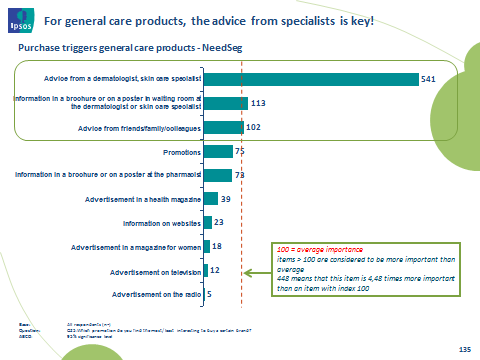 Ipsos
For general care products, the advice from specialists is key!
Purchase triggers general care products - NeedSeg
Advice from a dermatologist, skin care specialist
541
Information in a brochure or on a poster in waiting room at
the dermatologist or skin care specialist
113
Advice from friends/family/colleagues
102
Promotions
75
Information in a brochure or on a poster at the pharmacist
73
Advertisement in a health magazine
39
Information on websites
23
Advertisement in a magazine for women
18
Advertisement on television
12
Advertisement on the radio
5
100 = average importance
items > 100 are considered to be more important than
average
448 means that this item is 4,48 times more important
than an item with index 100
Base:
All respondents
Question:
ABCD:
95% significance level
135